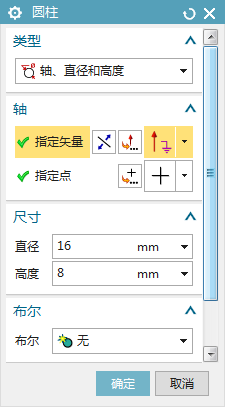 圆柱
类型
轴、直径和高度
轴
指定矢量
指定点
尺寸
直径 16 mm
高度 8 mm
布尔
布尔 无
确定 取消